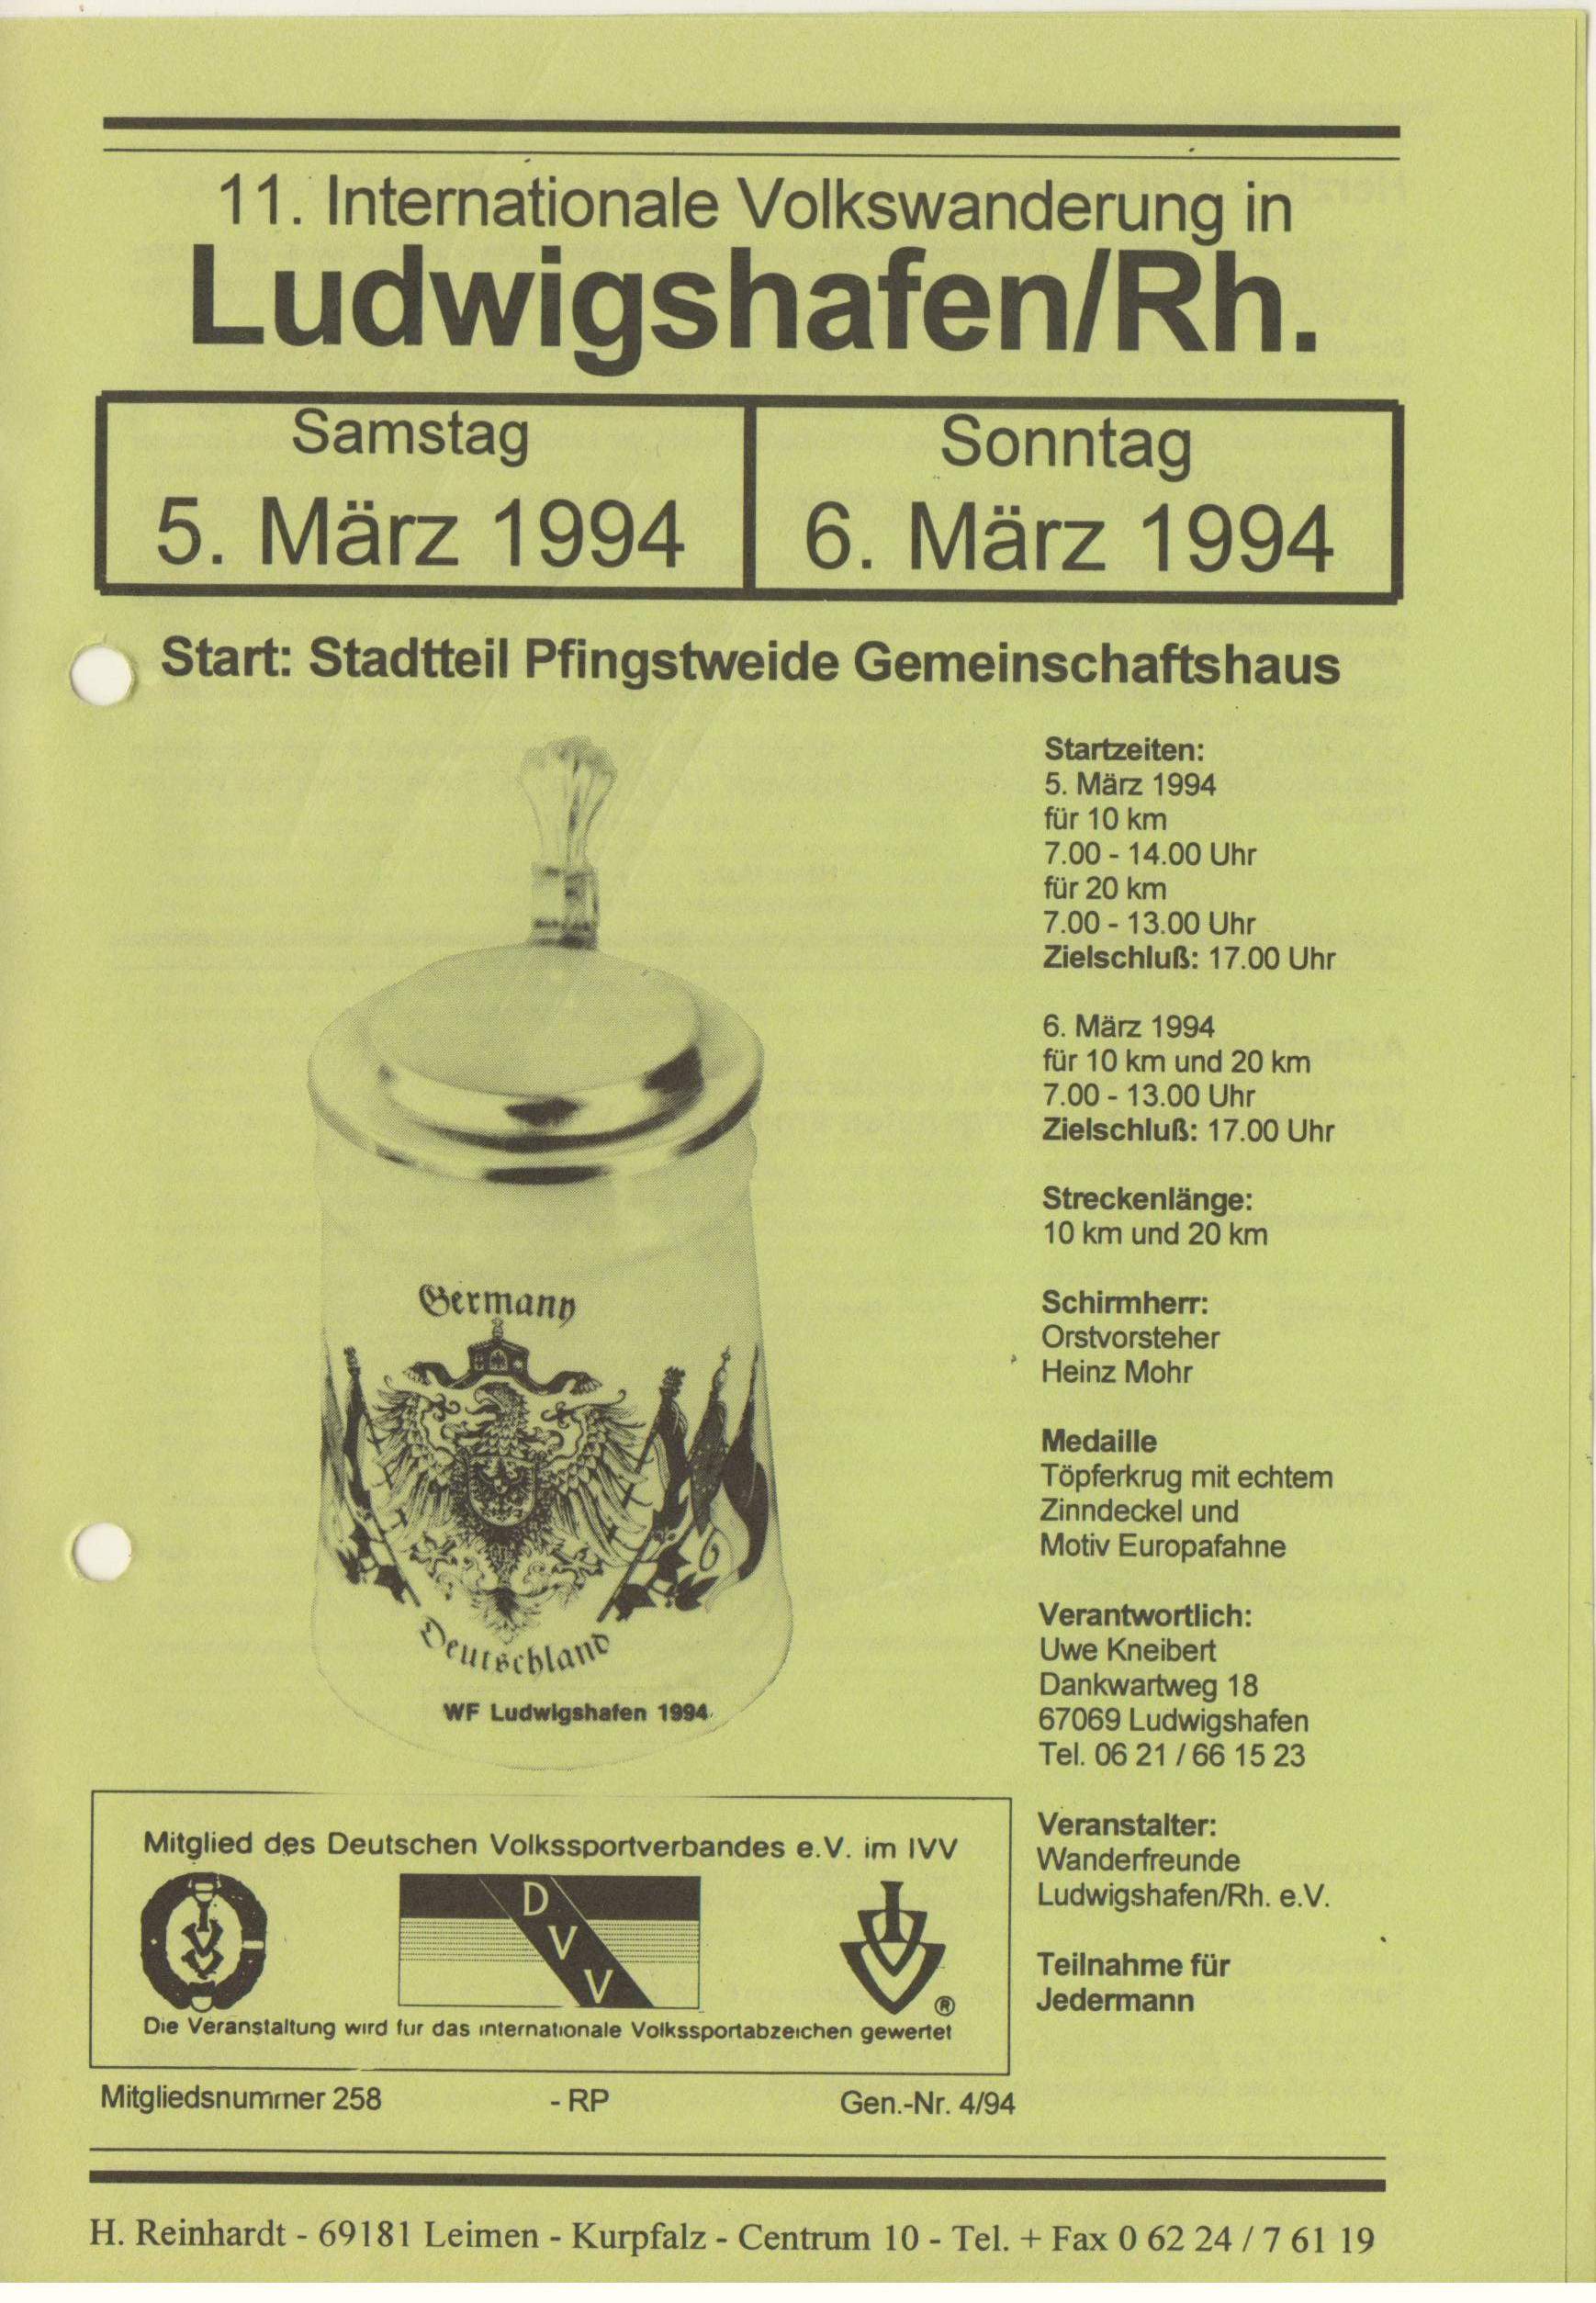 11. Internationale Volkswanderung in
Ludwigshafen/Rh.
Samstag
5. März 1994
Sonntag
6. März 1994
Start: Stadtteil Pfingstweide Gemeinschaftshaus
Startzeiten:
5. März 1994
für 10 km
7.00 - 14.00 Uhr
für 20 km
7.00 - 13.00 Uhr
Zielschluß: 17.00 Uhr
6. März 1994
für 10 km und 20 km
7.00 - 13.00 Uhr
Zielschluß: 17.00 Uhr
Streckenlänge:
10 km und 20 km
Schirmherr:
Orstvorsteher
Heinz Mohr
Medaille
Töpferkrug mit echtem
Zinndeckel und
Motiv Europafahne
Verantwortlich:
Uwe Kneibert
Dankwartweg 18
67069 Ludwigshafen
Tel. 06 21 / 66 15 23
Veranstalter:
Wanderfreunde
Ludwigshafen/Rh. e.V.
Teilnahme für
Jedermann
Germany
Deutschland
WF Ludwigshafen 1994
Mitglied des Deutschen Volkssportverbandes e.V. im IVV
D
V
V
IVV
®
Die Veranstaltung wird fur das internationale Volkssportabzeichen gewertet
Mitgliedsnummer 258 - RP Gen.-Nr. 4/94
H. Reinhardt - 69181 Leimen - Kurpfalz - Centrum 10 - Tel. + Fax 0 62 24 / 7 61 19